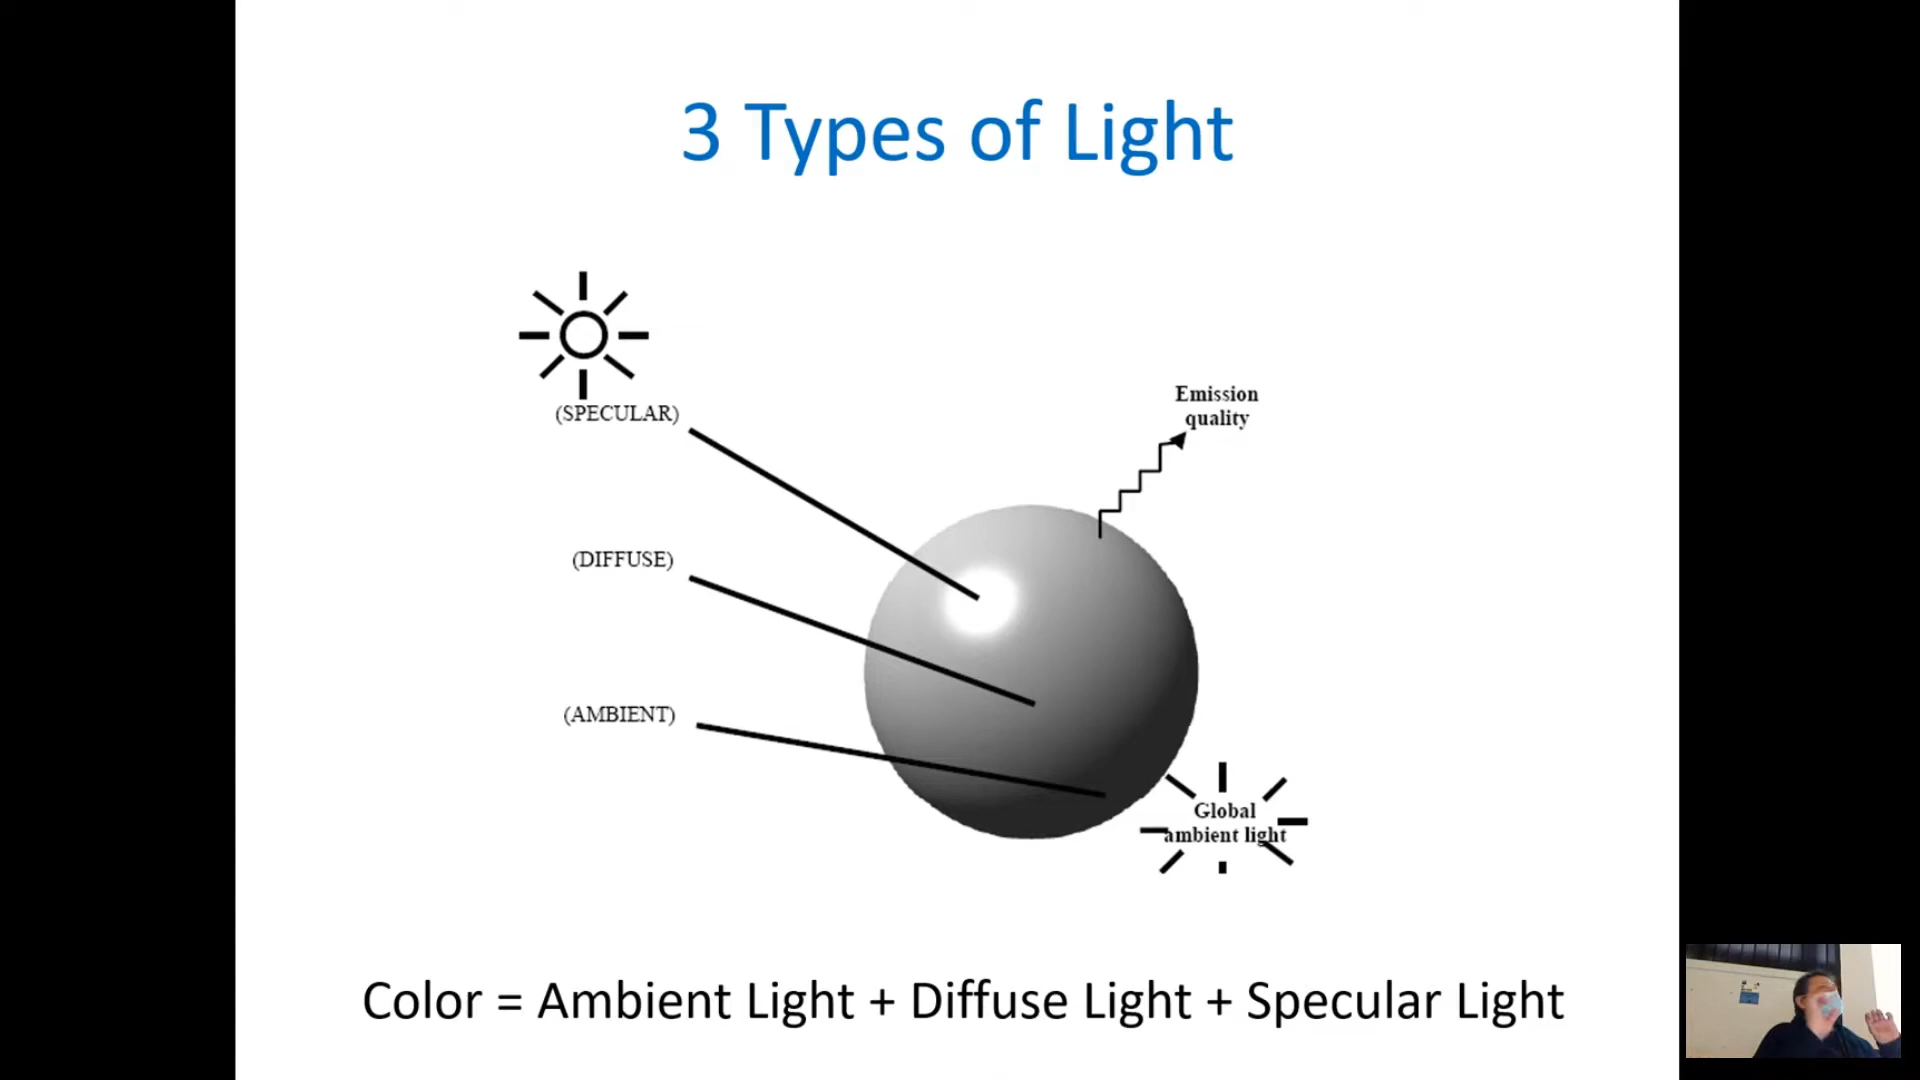 3 Types of Light
(SPECULAR)
Emission
quality
(DIFFUSE)
(AMBIENT)
Global
ambient light
Color = Ambient Light + Diffuse Light + Specular Light